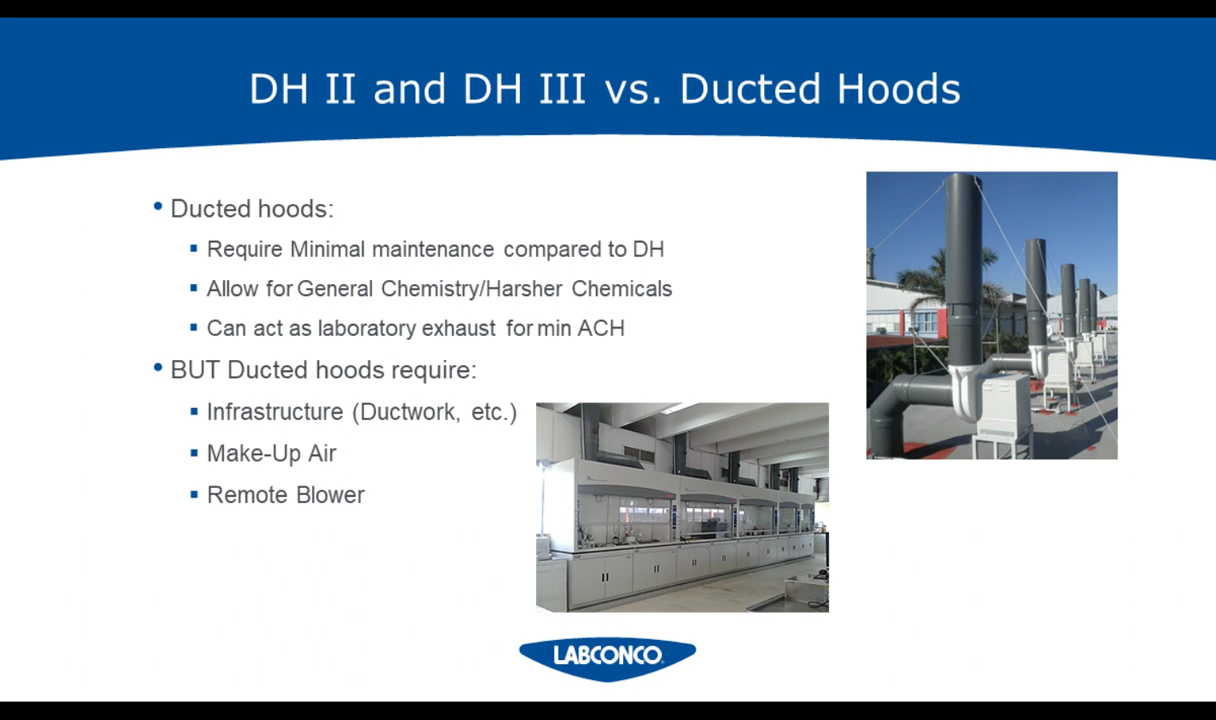 DH II and DH III vs. Ducted Hoods
• Ducted hoods:
▪ Require Minimal maintenance compared to DH
▪ Allow for General Chemistry/Harsher Chemicals
▪ Can act as laboratory exhaust for min ACH
• BUT Ducted hoods require:
▪ Infrastructure (Ductwork, etc.)
▪ Make-Up Air
▪ Remote Blower
LABCONCO